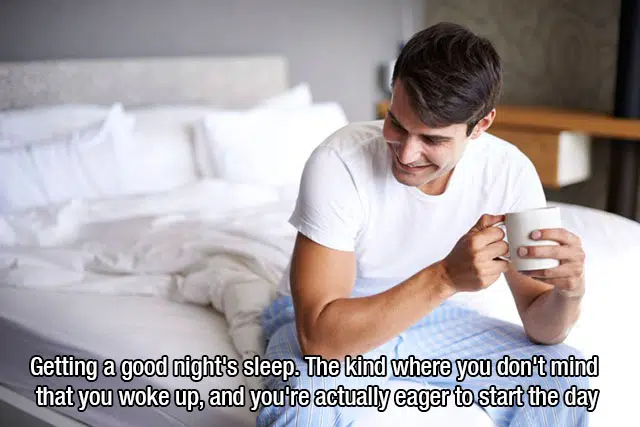 Getting a good night's sleep. The kind where you don't mind
that you woke up, and you're actually eager to start the day